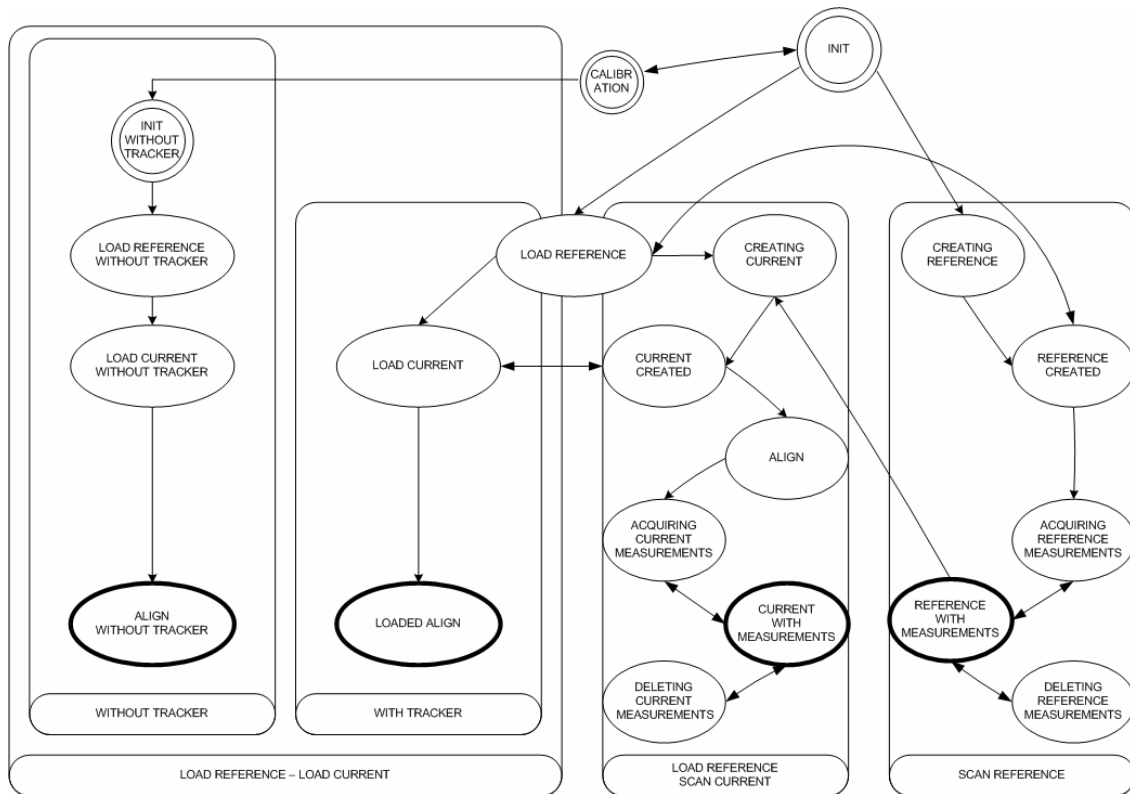 INIT
CALIBR
ATION
INIT
WITHOUT
TRACKER
LOAD REFERENCE
WITHOUT TRACKER
LOAD REFERENCE
CREATING
CURRENT
CREATING
REFERENCE
LOAD CURRENT
WITHOUT TRACKER
LOAD CURRENT
CURRENT
CREATED
REFERENCE
CREATED
ALIGN
ACQUIRING
CURRENT
MEASUREMENTS
ACQUIRING
REFERENCE
MEASUREMENTS
ALIGN
WITHOUT TRACKER
LOADED ALIGN
CURRENT
WITH
MEASUREMENTS
REFERENCE
WITH
MEASUREMENTS
DELETING
CURRENT
MEASUREMENTS
DELETING
REFERENCE
MEASUREMENTS
WITHOUT TRACKER
WITH TRACKER
LOAD REFERENCE – LOAD CURRENT
LOAD REFERENCE
SCAN CURRENT
SCAN REFERENCE